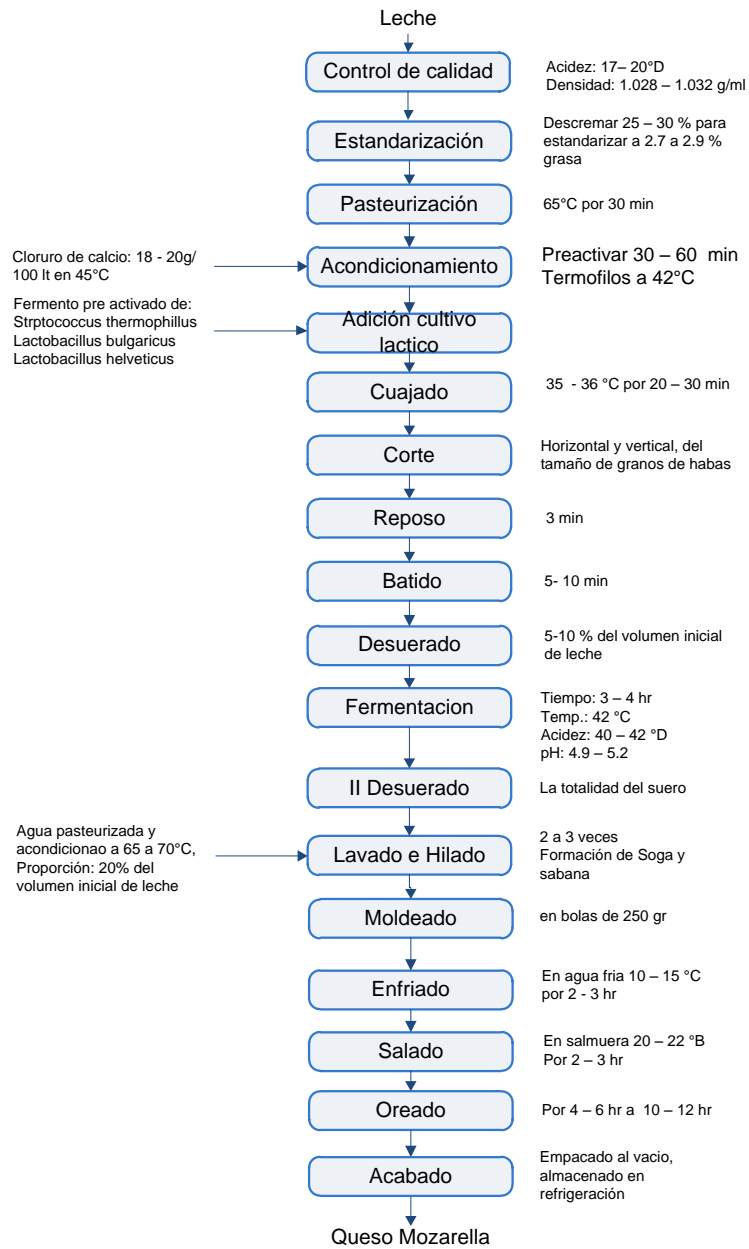 Leche
Control de calidad
Acidez: 17– 20°D
Densidad: 1.028 – 1.032 g/ml
Estandarización
Descremar 25 – 30 % para
estandarizar a 2.7 a 2.9 %
grasa
Pasteurización
65°C por 30 min
Cloruro de calcio: 18 - 20g/
100 lt en 45°C
Acondicionamiento
Preactivar 30 – 60  min
Termofilos a 42°C
Fermento pre activado de:
Strptococcus thermophillus
Lactobacillus bulgaricus
Lactobacillus helveticus
Adición cultivo
lactico
Cuajado
35  - 36 °C por 20 – 30 min
Corte
Horizontal y vertical, del
tamaño de granos de habas
Reposo
3 min
Batido
5- 10 min
Desuerado
5-10 % del volumen inicial
de leche
Fermentacion
Tiempo: 3 – 4 hr
Temp.: 42 °C
Acidez: 40 – 42 °D
pH: 4.9 – 5.2
II Desuerado
La totalidad del suero
Agua pasteurizada y
acondicionao a 65 a 70°C,
Proporción: 20% del
volumen inicial de leche
Lavado e Hilado
2 a 3 veces
Formación de Soga y
sabana
Moldeado
en bolas de 250 gr
Enfriado
En agua fria 10 – 15 °C
por 2 - 3 hr
Salado
En salmuera 20 – 22 °B
Por 2 – 3 hr
Oreado
Por 4 – 6 hr a  10 – 12 hr
Acabado
Empacado al vacio,
almacenado en
refrigeración
Queso Mozarella